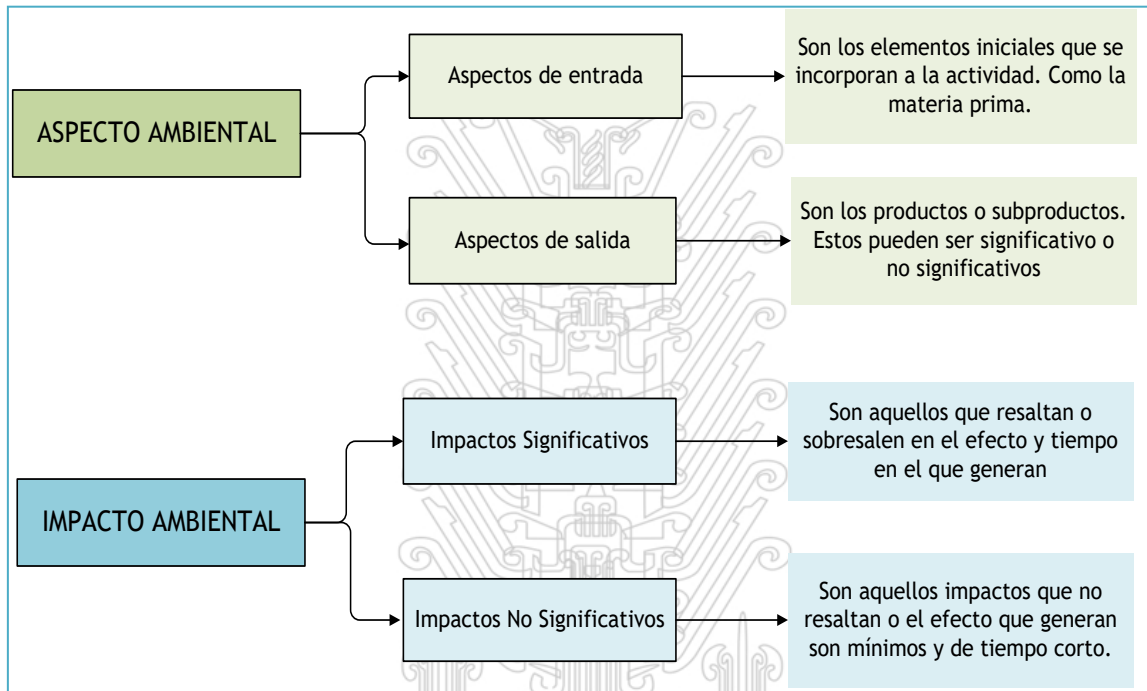 ASPECTO AMBIENTAL
Aspectos de entrada
Son los elementos iniciales que se
incorporan a la actividad. Como la
materia prima.
Aspectos de salida
Son los productos o subproductos.
Estos pueden ser significativo o
no significativos
IMPACTO AMBIENTAL
Impactos Significativos
Son aquellos que resaltan o
sobresalen en el efecto y tiempo
en el que generan
Impactos No Significativos
Son aquellos impactos que no
resaltan o el efecto que generan
son mínimos y de tiempo corto.